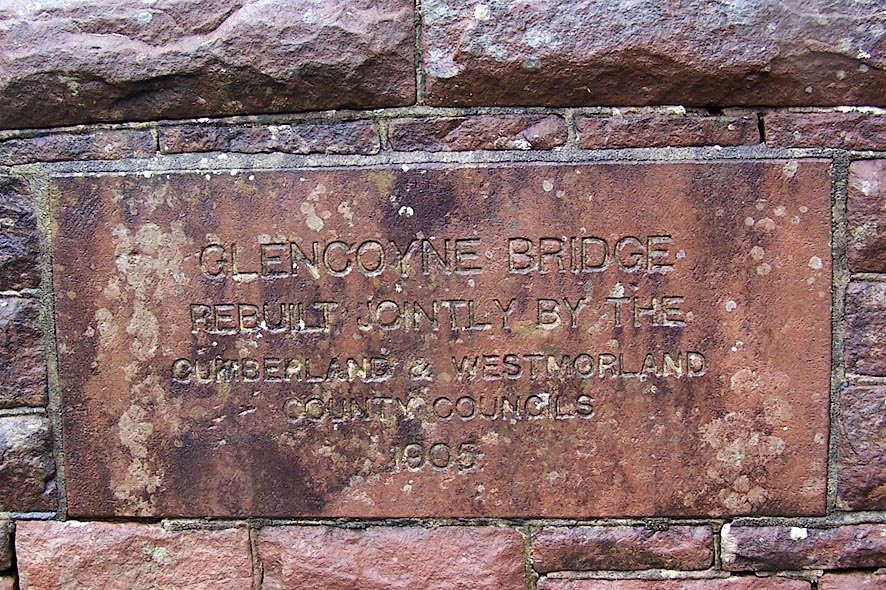 GLENCOYNE BRIDGE
REBUILT JOINTLY BY THE
CUMBERLAND & WESTMORLAND
COUNTY COUNCILS
1905